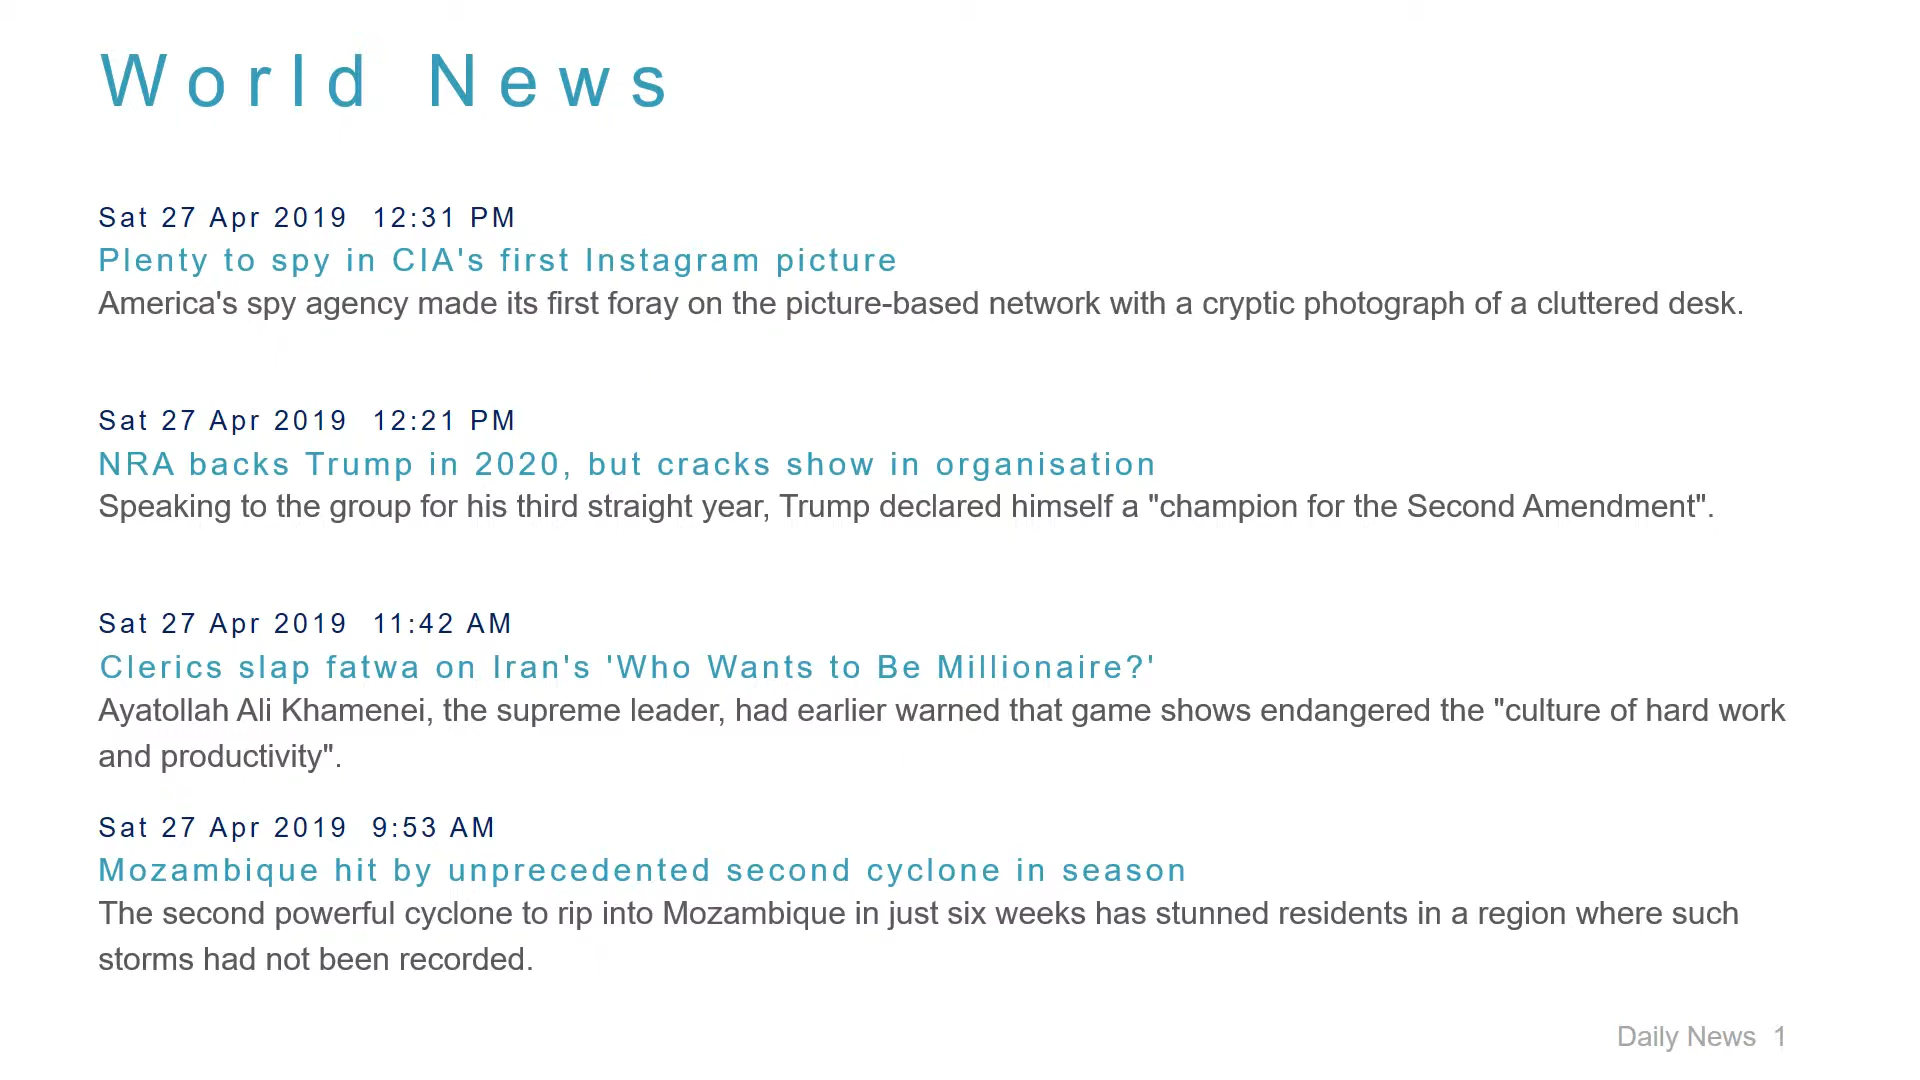 World News
Sat 27 Apr 2019  12:31 PM
Plenty to spy in CIA's first Instagram picture
America's spy agency made its first foray on the picture-based network with a cryptic photograph of a cluttered desk.
Sat 27 Apr 2019  12:21 PM
NRA backs Trump in 2020, but cracks show in organisation
Speaking to the group for his third straight year, Trump declared himself a "champion for the Second Amendment".
Sat 27 Apr 2019  11:42 AM
Clerics slap fatwa on Iran's 'Who Wants to Be Millionaire?'
Ayatollah Ali Khamenei, the supreme leader, had earlier warned that game shows endangered the "culture of hard work
and productivity".
Sat 27 Apr 2019  9:53 AM
Mozambique hit by unprecedented second cyclone in season
The second powerful cyclone to rip into Mozambique in just six weeks has stunned residents in a region where such
storms had not been recorded.
Daily News  1